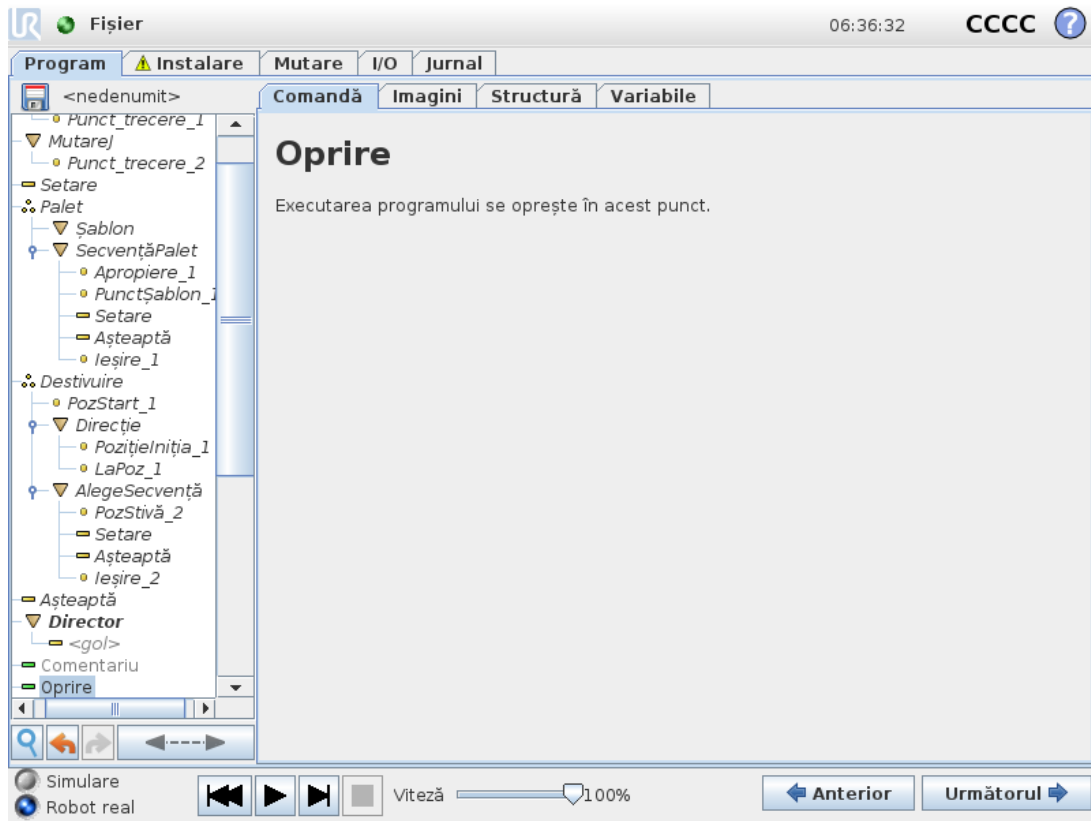 UR Fișier 06:36:32 CCCC ?
Program Instalare Mutare I/O Jurnal
<nedenumit>
Comandă Imagini Structură Variabile
Punct_trecere_1
MutareJ
Punct_trecere_2
Setare
Palet
Șablon
SecvențăPalet
Apropiere_1
PunctȘablon_1
Setare
Așteaptă
Ieșire_1
Destivuire
PozStart_1
Direcție
PozițieIniția_1
LaPoz_1
AlegeSecvență
PozStivă_2
Setare
Așteaptă
Ieșire_2
Așteaptă
Director
<gol>
Comentariu
Oprire
Oprire
Executarea programului se oprește în acest punct.
Simulare
Robot real
Viteză 100%
Anterior Următorul